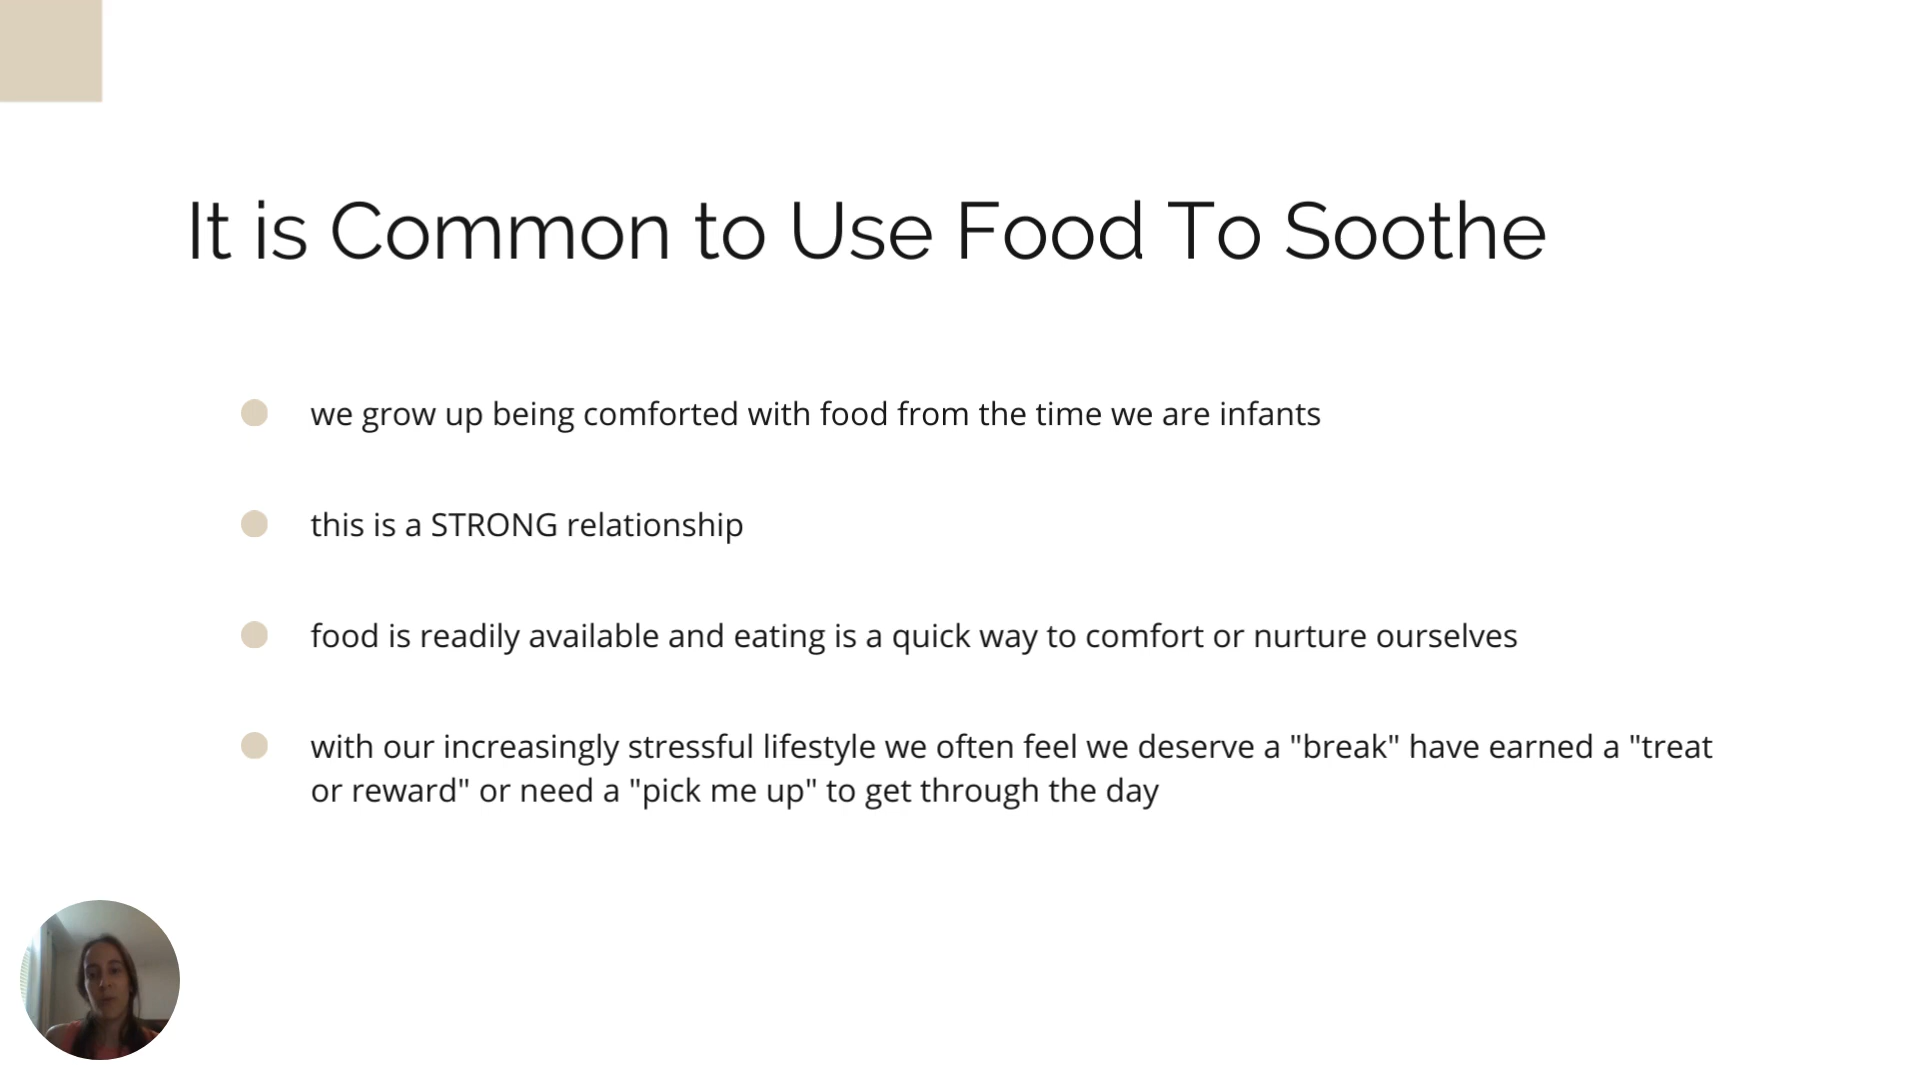 It is Common to Use Food To Soothe
we grow up being comforted with food from the time we are infants
this is a STRONG relationship
food is readily available and eating is a quick way to comfort or nurture ourselves
with our increasingly stressful lifestyle we often feel we deserve a "break" have earned a "treat
or reward" or need a "pick me up" to get through the day